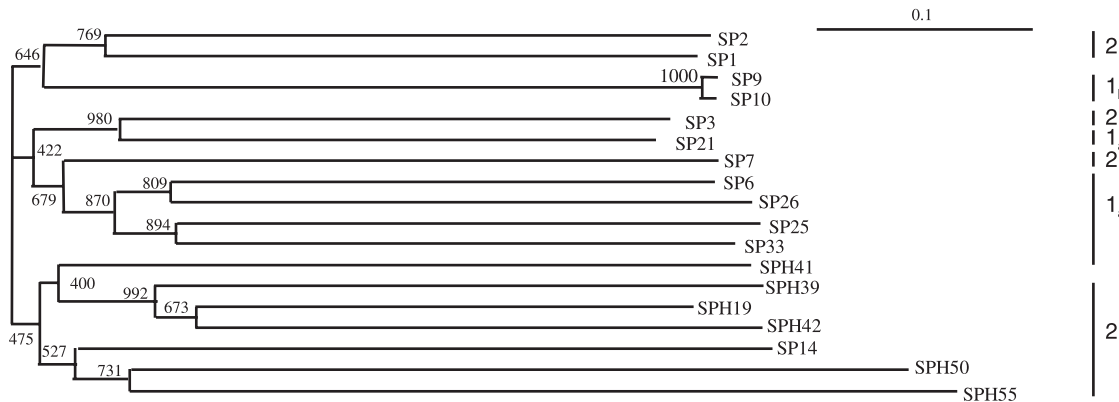 0.1
769 SP2 2
646 SP1
1000 SP9 1
SP10
980 SP3 2
422 SP21 1
SP7 2
679 870 809 SP6 1
SP26
894 SP25
SP33
SPH41
400
992 SPH39
673 SPH19
SPH42 2
475 527 SP14
731 SPH50
SPH55